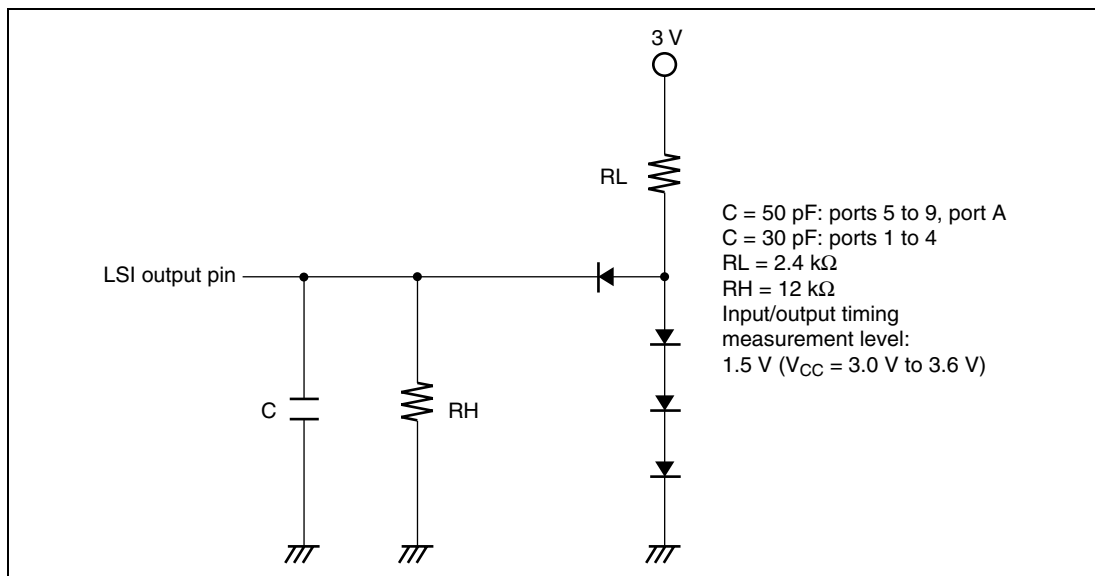 3 V
RL
LSI output pin
C
RH
C = 50 pF: ports 5 to 9, port A
C = 30 pF: ports 1 to 4
RL = 2.4 kΩ
RH = 12 kΩ
Input/output timing
measurement level:
1.5 V (VCC = 3.0 V to 3.6 V)